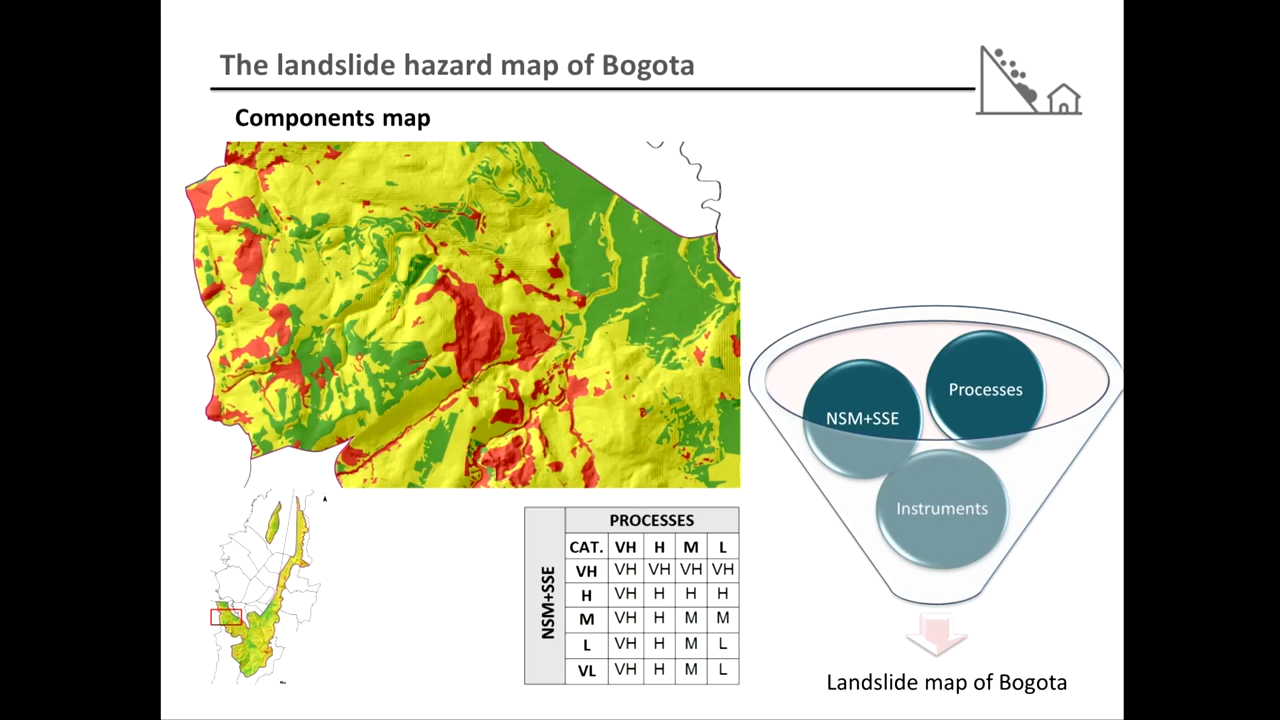 The landslide hazard map of Bogota
Components map
Processes
NSM+SSE
Instruments
Landslide map of Bogota
NSM+SSE
PROCESSES
CAT. VH H M L
VH VH VH VH VH
H VH H H H
M VH H M M
L VH H M L
VL VH H M L